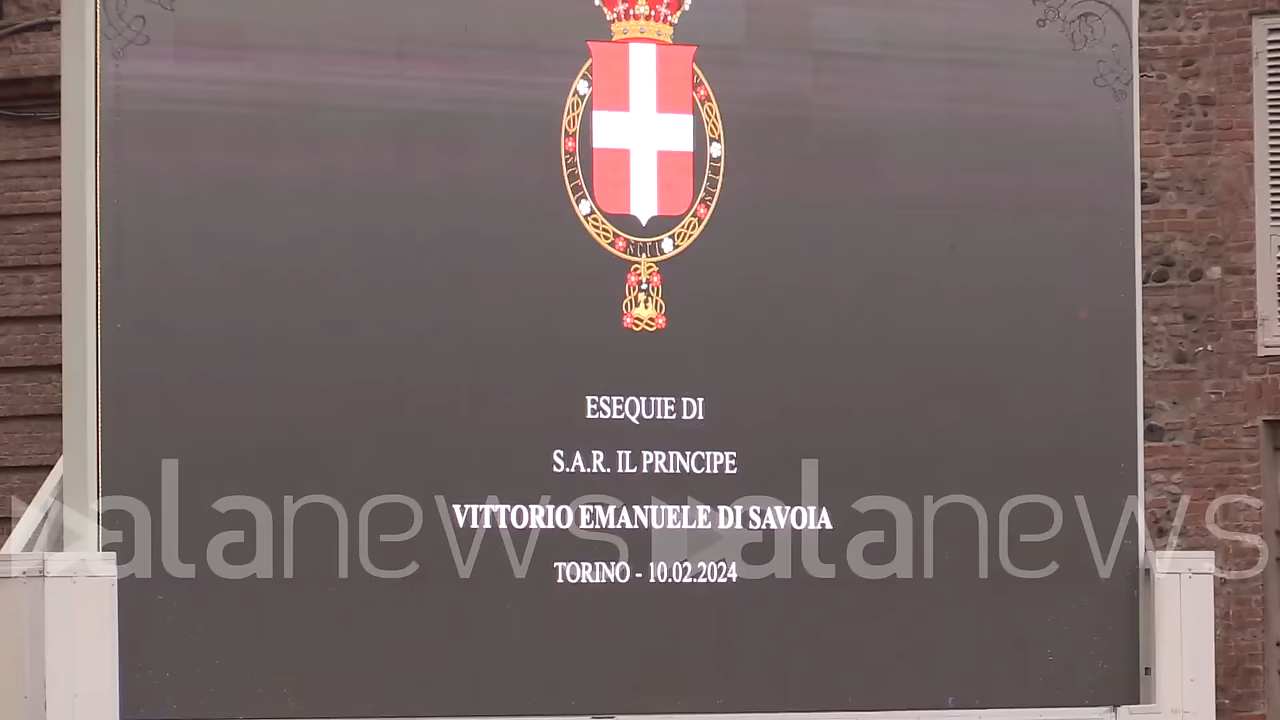 ESEQUIE DI
S.A.R. IL PRINCIPE
VITTORIO EMANUELE DI SAVOIA
TORINO - 10.02.2024
alanews alanews